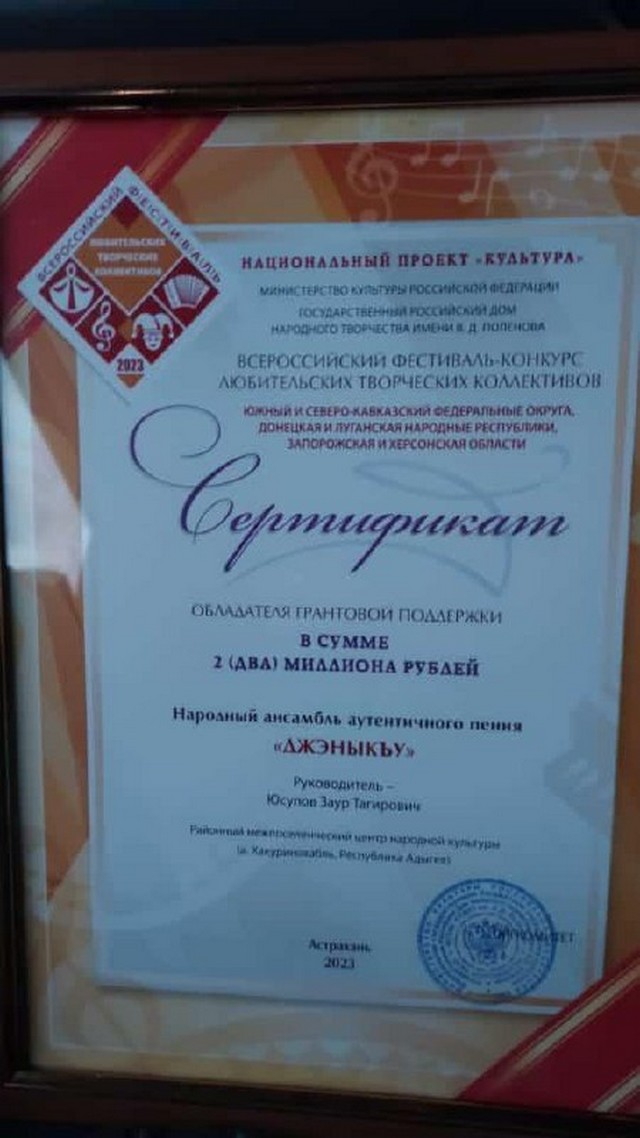 ВСЕРОССИЙСКИЙ ФЕСТИВАЛЬ
ЛЮБИТЕЛЬСКИХ
ТВОРЧЕСКИХ
КОЛЛЕКТИВОВ
2023
НАЦИОНАЛЬНЫЙ ПРОЕКТ «КУЛЬТУРА»
МИНИСТЕРСТВО КУЛЬТУРЫ РОССИЙСКОЙ ФЕДЕРАЦИИ
ГОСУДАРСТВЕННЫЙ РОССИЙСКИЙ ДОМ
НАРОДНОГО ТВОРЧЕСТВА ИМЕНИ В. Д. ПОЛЕНОВА
ВСЕРОССИЙСКИЙ ФЕСТИВАЛЬ-КОНКУРС
ЛЮБИТЕЛЬСКИХ ТВОРЧЕСКИХ КОЛЛЕКТИВОВ
ЮЖНЫЙ И СЕВЕРО-КАВКАЗСКИЙ ФЕДЕРАЛЬНЫЕ ОКРУГА,
ДОНЕЦКАЯ И ЛУГАНСКАЯ НАРОДНЫЕ РЕСПУБЛИКИ,
ЗАПОРОЖСКАЯ И ХЕРСОНСКАЯ ОБЛАСТИ
Сертификат
ОБЛАДАТЕЛЯ ГРАНТОВОЙ ПОДДЕРЖКИ
В СУММЕ
2 (ДВА) МИЛЛИОНА РУБЛЕЙ
Народный ансамбль аутентичного пения
«ДЖЭНЫКЪУ»
Руководитель –
Юсупов Заур Тагирович
Районный межпоселенческий центр народной культуры
(а. Хакуринохабль, Республика Адыгея)
ОРГКОМИТЕТ
Астрахань
2023